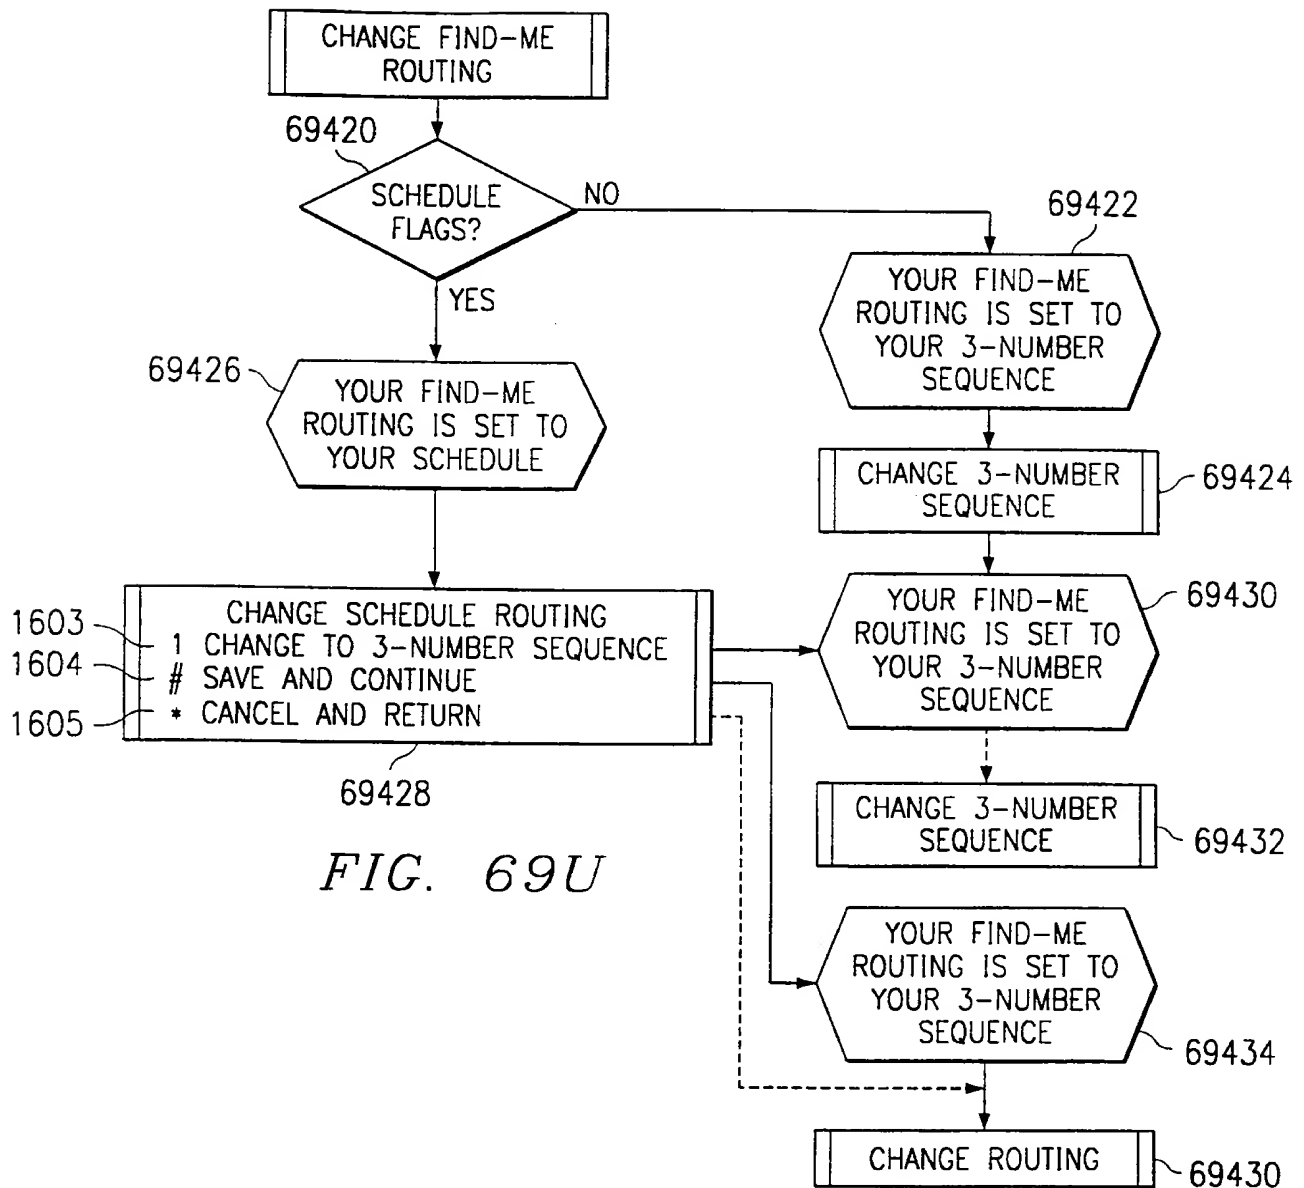 CHANGE FIND-ME
ROUTING
69420
SCHEDULE
FLAGS?
NO
YES
69422
YOUR FIND-ME
ROUTING IS SET TO
YOUR 3-NUMBER
SEQUENCE
69426
YOUR FIND-ME
ROUTING IS SET TO
YOUR SCHEDULE
CHANGE 3-NUMBER
SEQUENCE
69424
1603
1604
1605
CHANGE SCHEDULE ROUTING
1 CHANGE TO 3-NUMBER SEQUENCE
# SAVE AND CONTINUE
* CANCEL AND RETURN
69428
YOUR FIND-ME
ROUTING IS SET TO
YOUR 3-NUMBER
SEQUENCE
69430
CHANGE 3-NUMBER
SEQUENCE
69432
FIG. 69U
YOUR FIND-ME
ROUTING IS SET TO
YOUR 3-NUMBER
SEQUENCE
69434
CHANGE ROUTING
69430